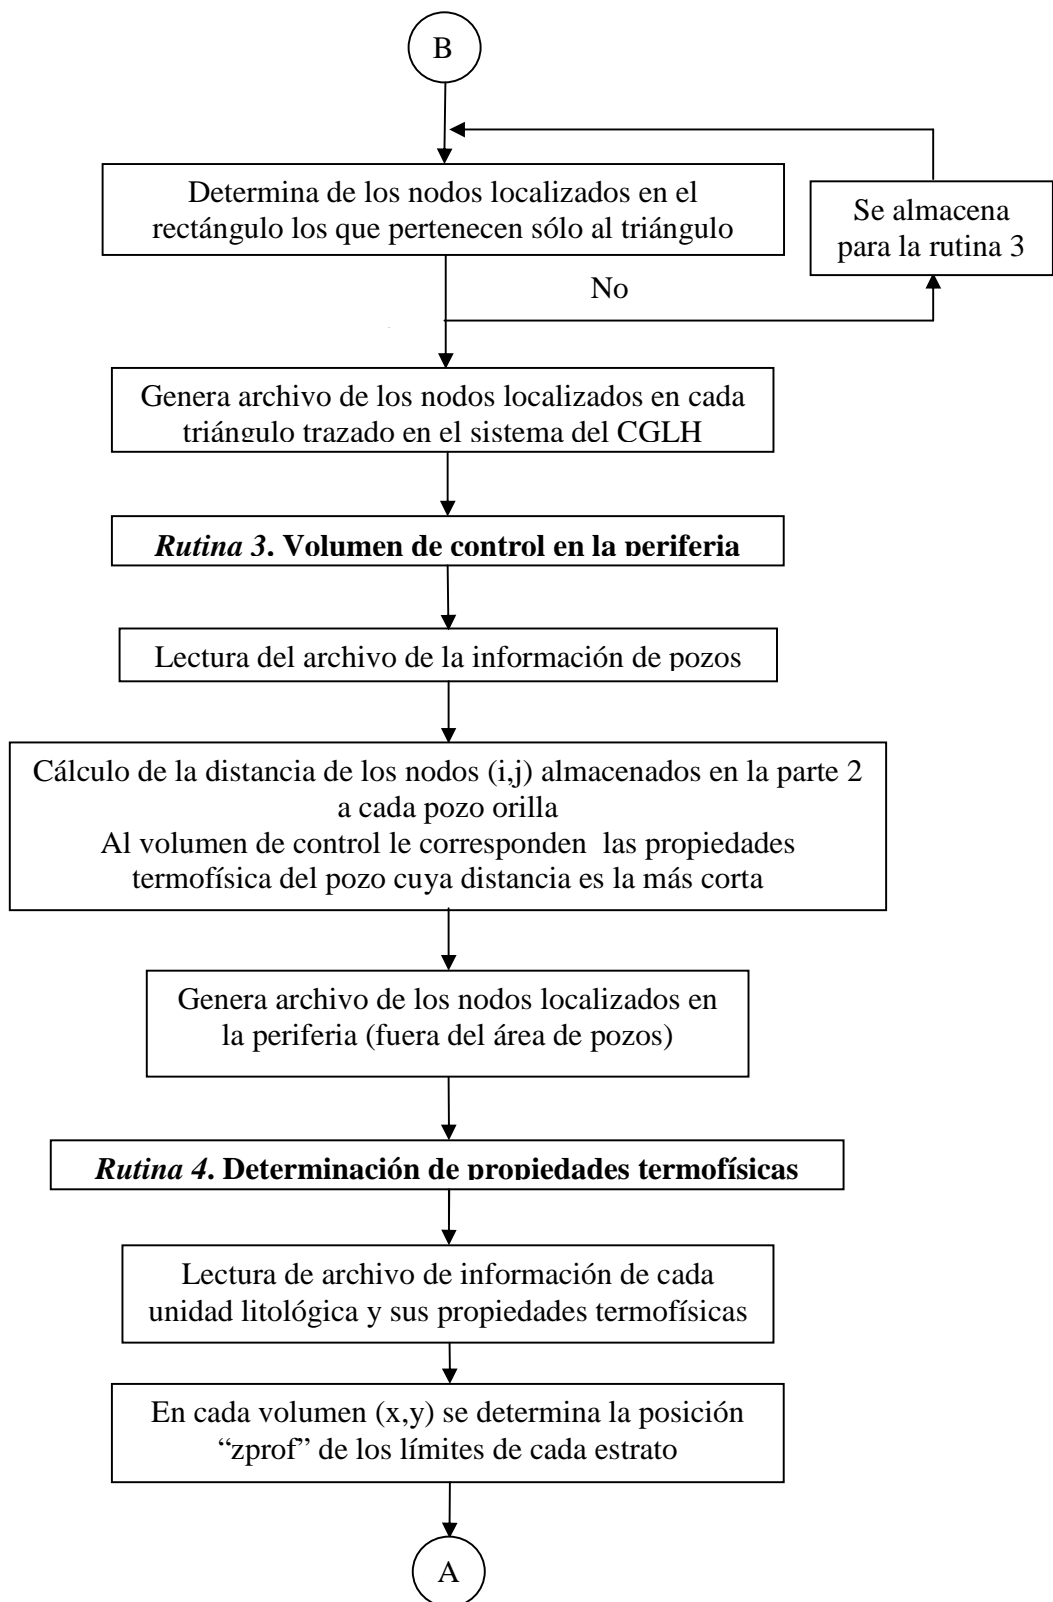 B
Determina de los nodos localizados en el
rectángulo los que pertenecen sólo al triángulo
Se almacena
para la rutina 3
No
Genera archivo de los nodos localizados en cada
triángulo trazado en el sistema del CGLH
Rutina 3. Volumen de control en la periferia
Lectura del archivo de la información de pozos
Cálculo de la distancia de los nodos (i,j) almacenados en la parte 2
a cada pozo orilla
Al volumen de control le corresponden las propiedades
termofísica del pozo cuya distancia es la más corta
Genera archivo de los nodos localizados en
la periferia (fuera del área de pozos)
Rutina 4. Determinación de propiedades termofísicas
Lectura de archivo de información de cada
unidad litológica y sus propiedades termofísicas
En cada volumen (x,y) se determina la posición
“zprof” de los límites de cada estrato
A